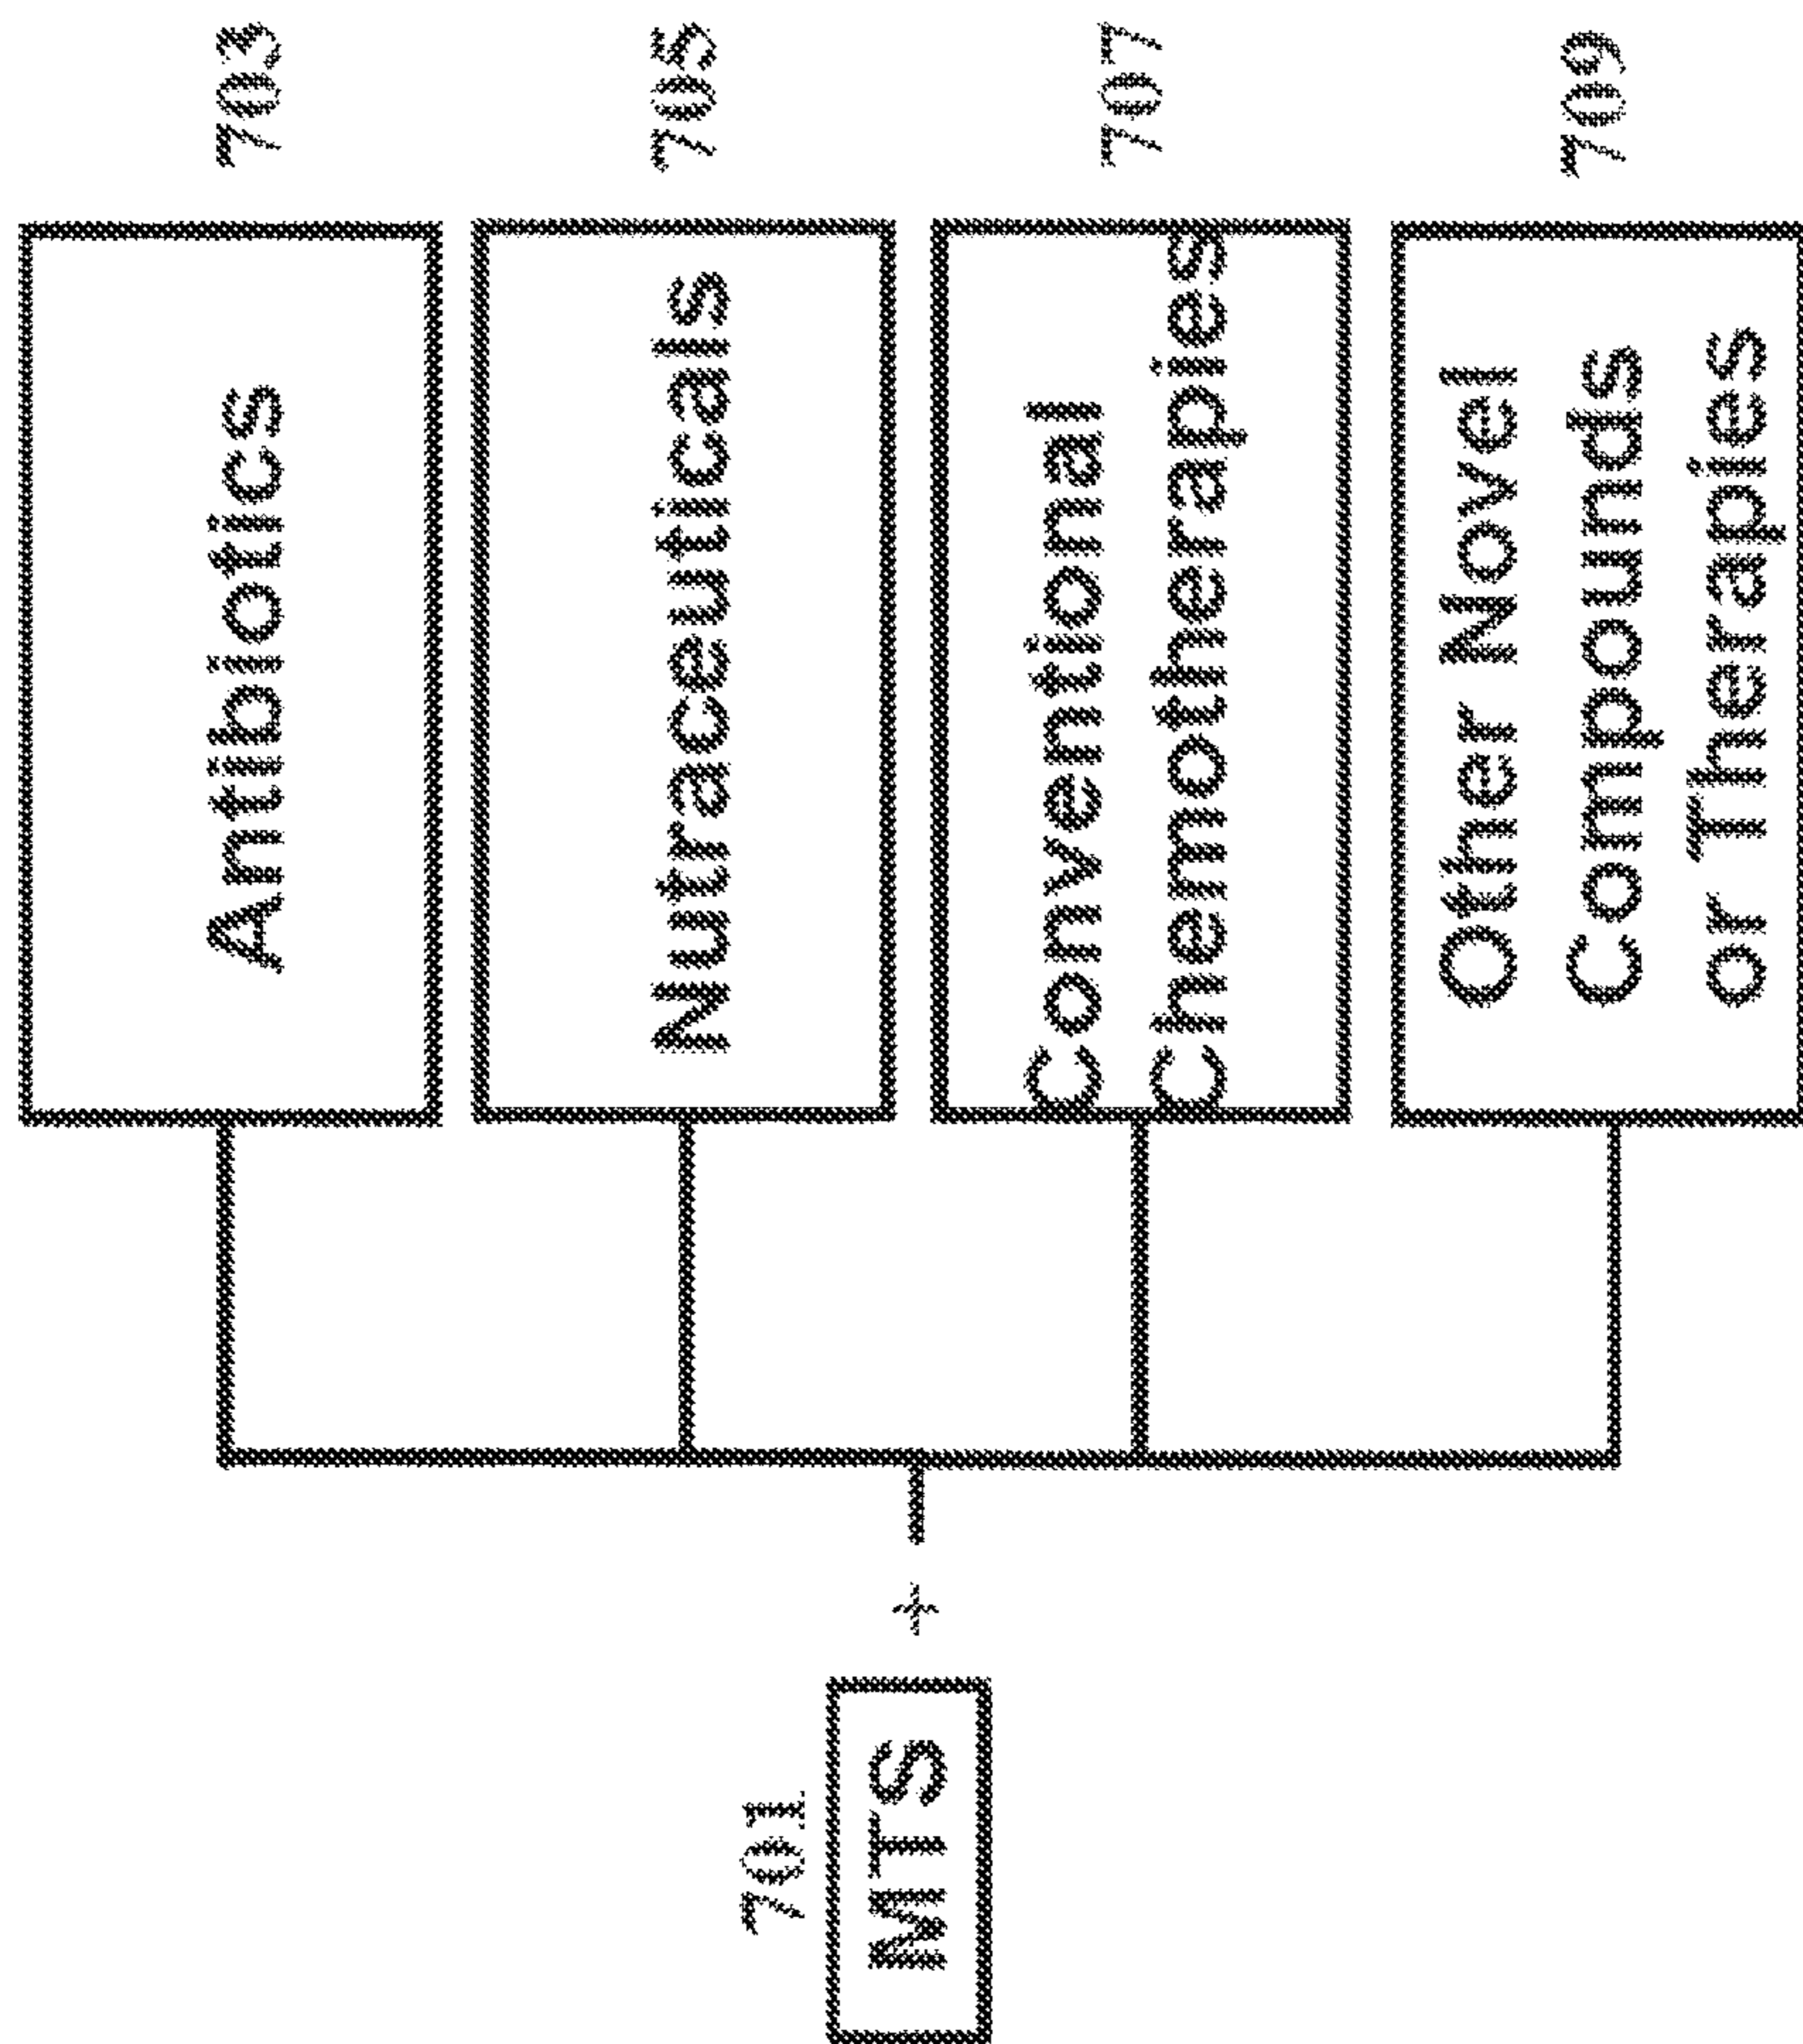 701
MTS
+
Antibiotics
703
Nutraceuticals
705
Conventional
Chemotherapies
707
Other Novel
Compounds
or Therapies
709